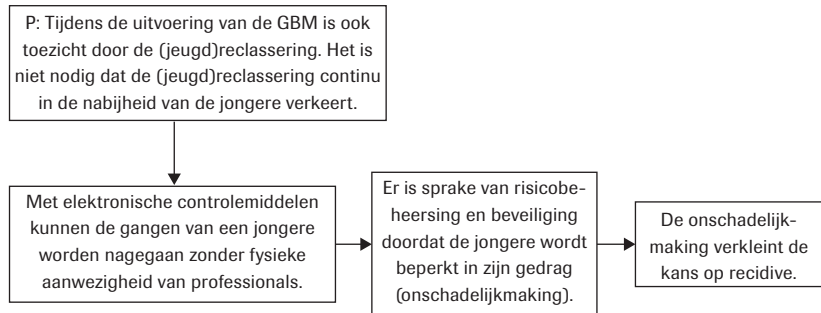 P: Tijdens de uitvoering van de GBM is ook
toezicht door de (jeugd)reclassering. Het is
niet nodig dat de (jeugd)reclassering continu
in de nabijheid van de jongere verkeert.
Met elektronische controlemiddelen
kunnen de gangen van een jongere
worden nagegaan zonder fysieke
aanwezigheid van professionals.
Er is sprake van risicobe-
heersing en beveiliging
doordat de jongere wordt
beperkt in zijn gedrag
(onschadelijkmaking).
De onschadelijk-
making verkleint de
kans op recidive.